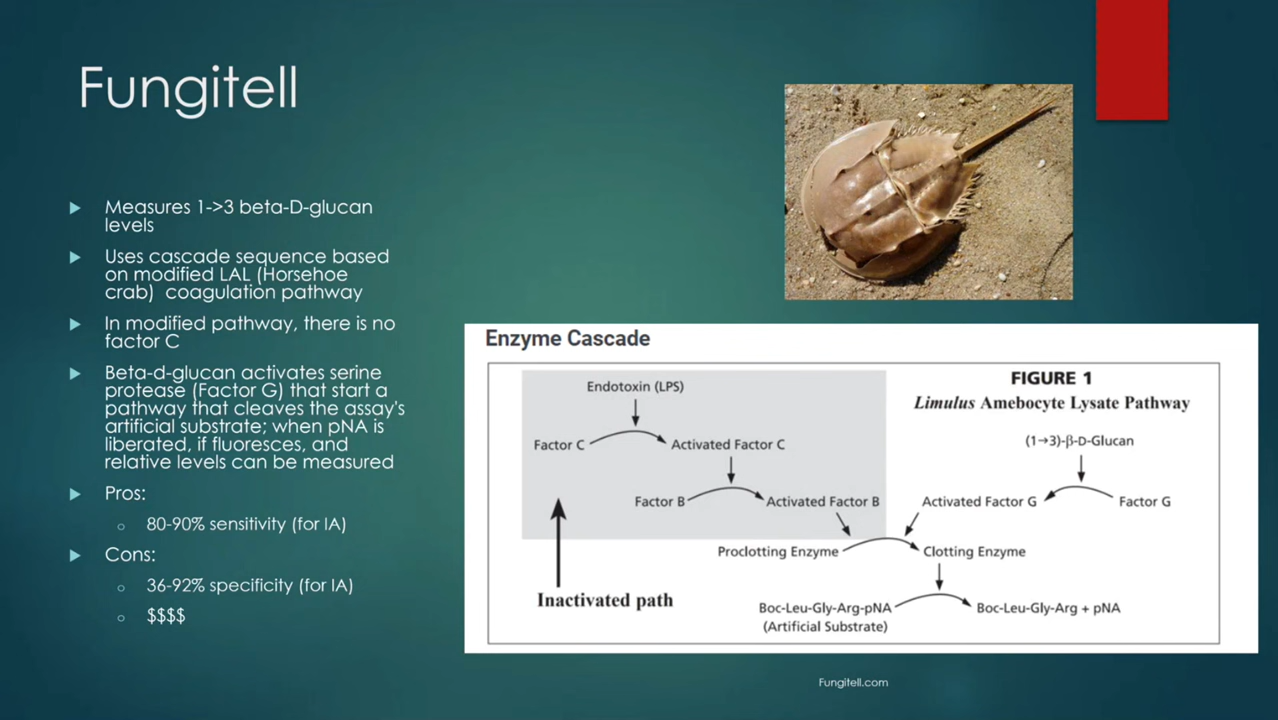 Fungitell
Measures 1->3 beta-D-glucan
levels
Uses cascade sequence based
on modified LAL (Horsehoe
crab) coagulation pathway
In modified pathway, there is no
factor C
Beta-d-glucan activates serine
protease (Factor G) that start a
pathway that cleaves the assay's
artificial substrate; when pNA is
liberated, if fluoresces, and
relative levels can be measured
Pros:
80-90% sensitivity (for IA)
Cons:
36-92% specificity (for IA)
$$$$
Enzyme Cascade
FIGURE 1
Limulus Amebocyte Lysate Pathway
Endotoxin (LPS)
(1→3)-β-D-Glucan
Factor C
Activated Factor C
Factor B
Activated Factor B
Activated Factor G
Factor G
Proclotting Enzyme
Clotting Enzyme
Inactivated path
Boc-Leu-Gly-Arg-pNA
(Artificial Substrate)
Boc-Leu-Gly-Arg + pNA
Fungitell.com